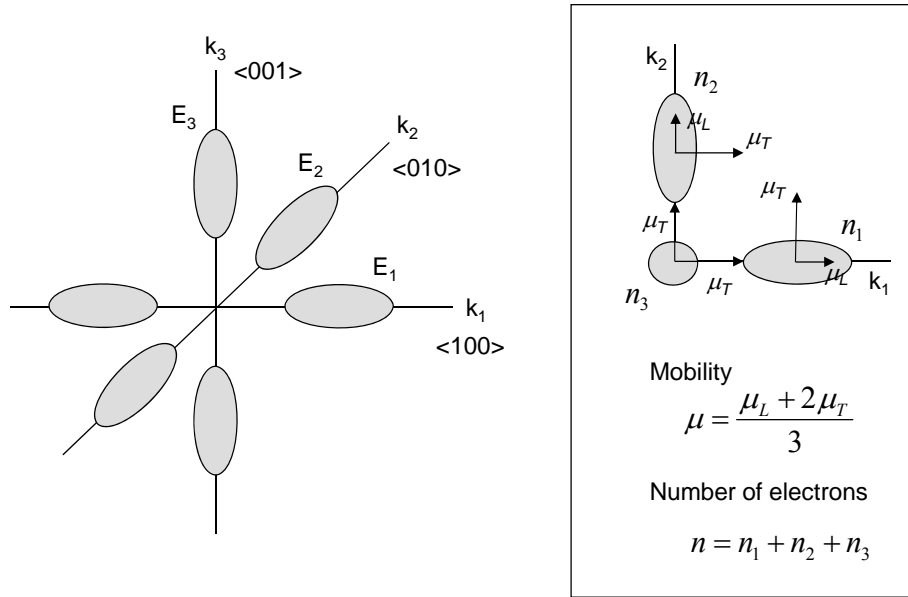 k3
<001>
E3
k2
<010>
E2
E1
k1
<100>
k2
n2
μL
μT
μT
μT
n1
μT
μL
k1
n3
Mobility
μ = (μL + 2μT) / 3
Number of electrons
n = n1 + n2 + n3